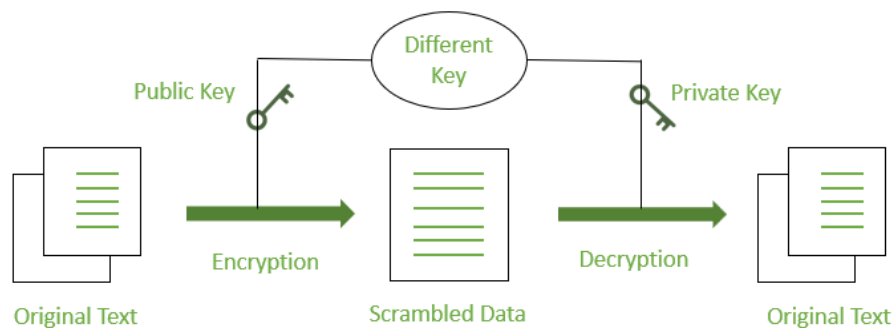 Different
Key
Public Key
Private Key
Encryption
Decryption
Original Text
Scrambled Data
Original Text